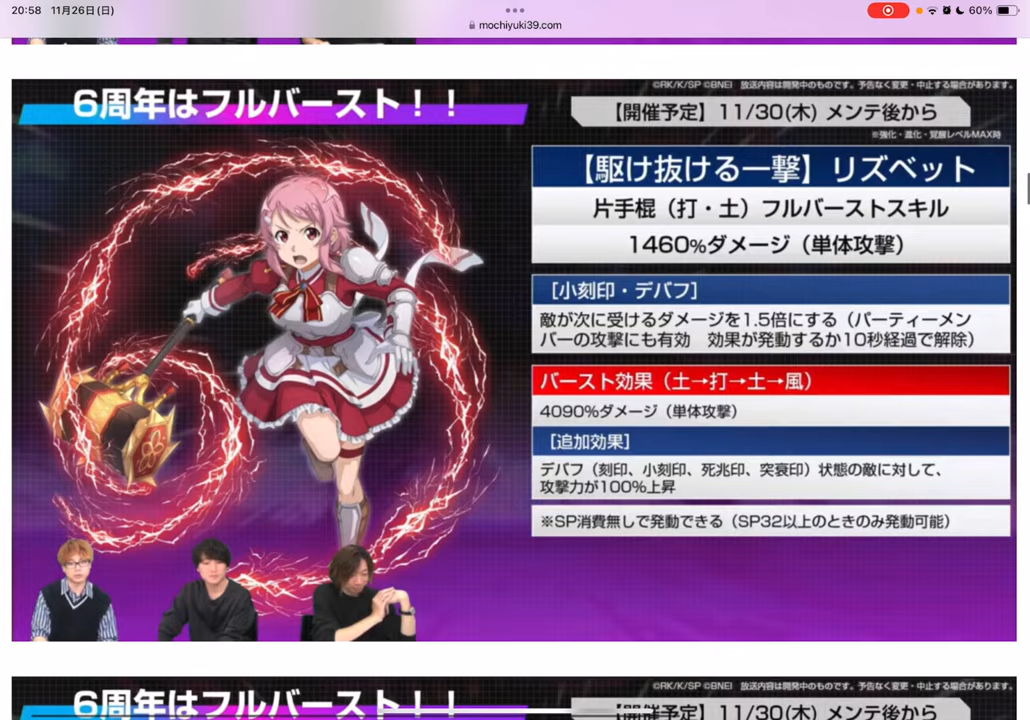 20:58 11月26日(日)
60%
mochiyuki39.com
©RK/K/SP ©BNEI 放送内容は開発中のものです。予告なく変更・中止する場合があります。
6周年はフルバースト！！
【開催予定】11/30(木) メンテ後から
※強化・進化・覚醒レベルMAX時
【駆け抜ける一撃】リズベット
片手棍（打・土）フルバーストスキル
1460%ダメージ（単体攻撃）
［小刻印・デバフ］
敵が次に受けるダメージを1.5倍にする（パーティーメン
バーの攻撃にも有効　効果が発動するか10秒経過で解除）
バースト効果（土→打→土→風）
4090%ダメージ（単体攻撃）
［追加効果］
デバフ（刻印、小刻印、死兆印、突衰印）状態の敵に対して、
攻撃力が100%上昇
※SP消費無しで発動できる（SP32以上のときのみ発動可能）
©RK/K/SP ©BNEI 放送内容は開発中のものです。予告なく変更・中止する場合があります。
6周年はフルバースト！！
【開催予定】11/30(木) メンテ後から